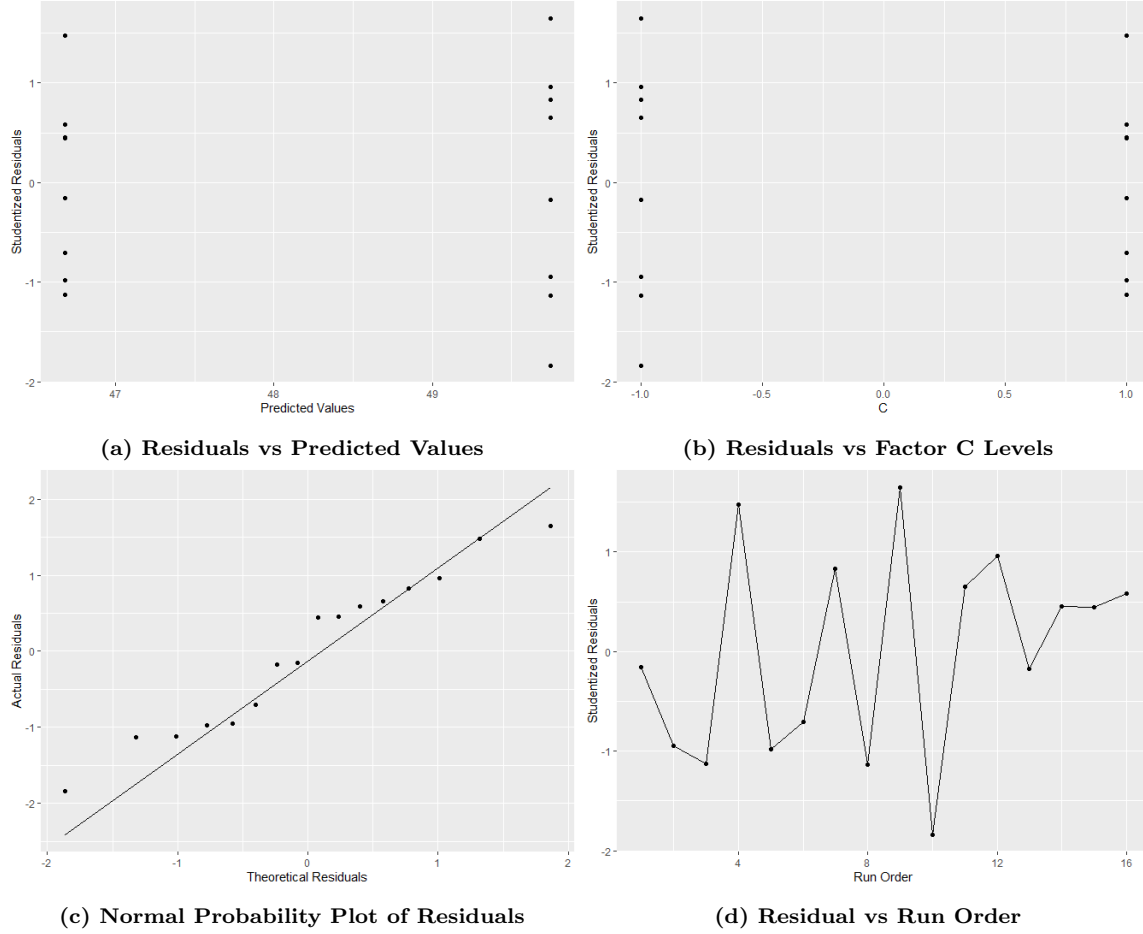 Studentized Residuals
1
0
-1
-2
47
48
49
Predicted Values
(a) Residuals vs Predicted Values
Studentized Residuals
1
0
-1
-2
-1.0
-0.5
0.0
0.5
1.0
C
(b) Residuals vs Factor C Levels
Actual Residuals
2
1
0
-1
-2
-2
-1
0
1
2
Theoretical Residuals
(c) Normal Probability Plot of Residuals
Studentized Residuals
1
0
-1
-2
4
8
12
16
Run Order
(d) Residual vs Run Order